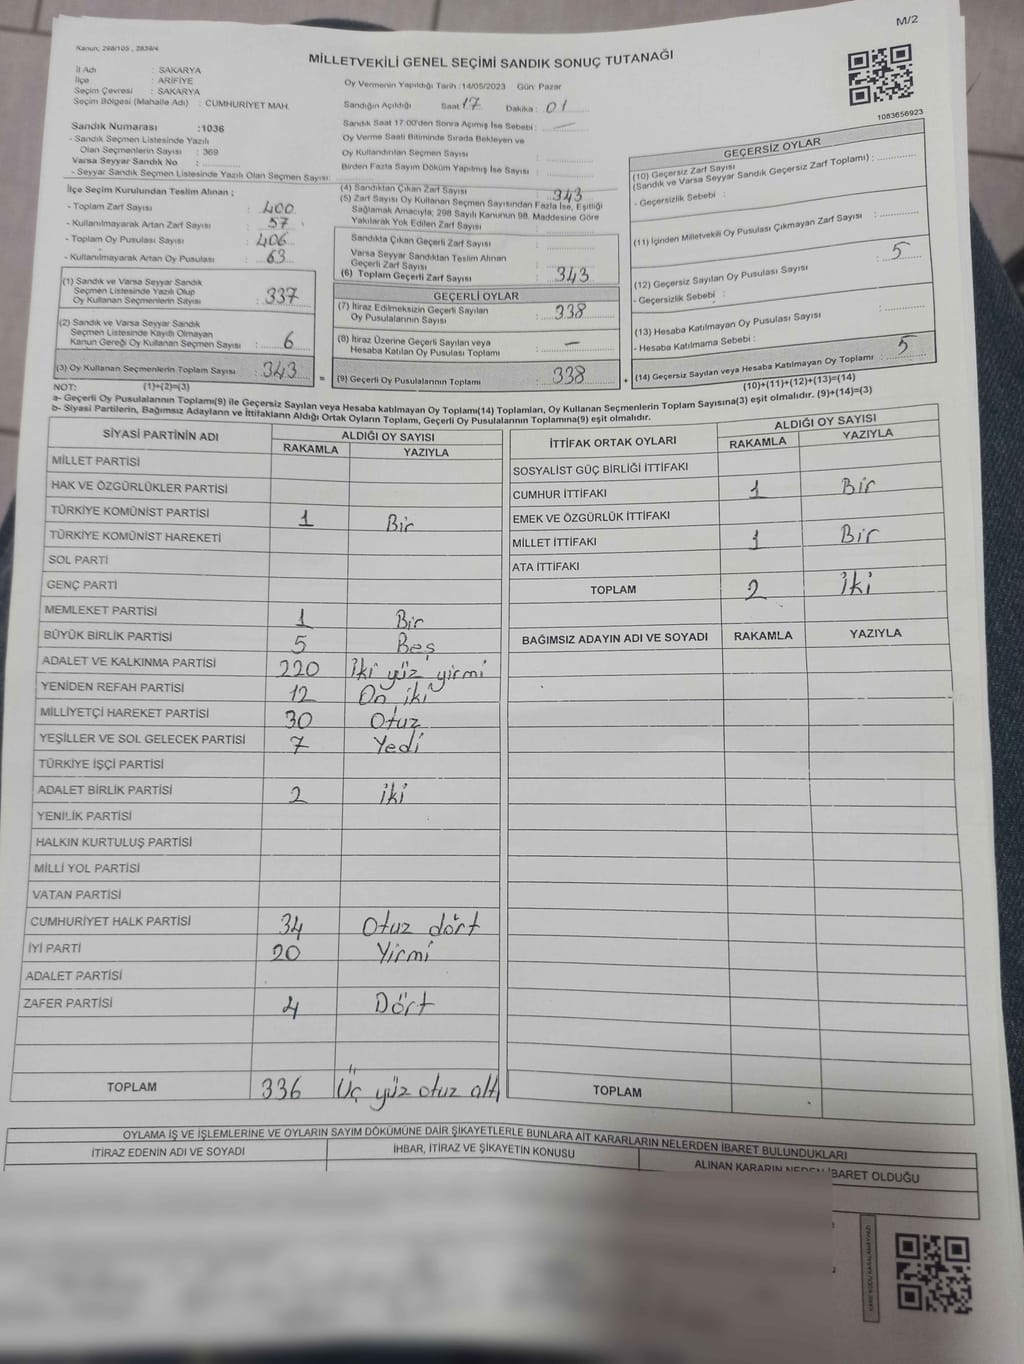 M/2
Kanun; 298/105 , 2839/4
MİLLETVEKİLİ GENEL SEÇİMİ SANDIK SONUÇ TUTANAĞI
İl Adı : SAKARYA
İlçe : ARİFİYE
Seçim Çevresi : SAKARYA
Seçim Bölgesi (Mahalle Adı) : CUMHURİYET MAH.
Sandık Numarası :1036
- Sandık Seçmen Listesinde Yazılı
Olan Seçmenlerin Sayısı : 369
Varsa Seyyar Sandık No :
- Seyyar Sandık Seçmen Listesinde Yazılı Olan Seçmen Sayısı:
Oy Vermenin Yapıldığı Tarih :14/05/2023 Gün: Pazar
Sandığın Açıldığı Saat 17 Dakika : 01
Sandık Saat 17:00'den Sonra Açımış İse Sebebi : —
Oy Verme Saati Bitiminde Sırada Bekleyen ve
Oy Kullandırılan Seçmen Sayısı :
Birden Fazla Sayım Döküm Yapılmış İse Sayısı :
1083656923
İlçe Seçim Kurulundan Teslim Alınan ;
- Toplam Zarf Sayısı : 400
- Kullanılmayarak Artan Zarf Sayısı : 57
- Toplam Oy Pusulası Sayısı : 406
- Kullanılmayarak Artan Oy Pusulası : 63
(1) Sandık ve Varsa Seyyar Sandık
Seçmen Listesinde Yazılı Olup
Oy Kullanan Seçmenlerin Sayısı : 337
(2) Sandık ve Varsa Seyyar Sandık
Seçmen Listesinde Kayıtlı Olmayan
Kanun Gereği Oy Kullanan Seçmen Sayısı : 6
(3) Oy Kullanan Seçmenlerin Toplam Sayısı : 343
(4) Sandıktan Çıkan Zarf Sayısı : 343
(5) Zarf Sayısı Oy Kullanan Seçmen Sayısından Fazla İse, Eşitliği
Sağlamak Amacıyla; 298 Sayılı Kanunun 98. Maddesine Göre
Yakılarak Yok Edilen Zarf Sayısı :
Sandıkta Çıkan Geçerli Zarf Sayısı :
Varsa Seyyar Sandıktan Teslim Alınan
Geçerli Zarf Sayısı :
(6) Toplam Geçerli Zarf Sayısı : 343
GEÇERLİ OYLAR
(7) İtiraz Edilmeksizin Geçerli Sayılan
Oy Pusulalarının Sayısı : 338
(8) İtiraz Üzerine Geçerli Sayılan veya
Hesaba Katılan Oy Pusulası Toplamı : —
= (9) Geçerli Oy Pusulalarının Toplamı : 338
GEÇERSİZ OYLAR
(10) Geçersiz Zarf Sayısı
(Sandık ve Varsa Seyyar Sandık Geçersiz Zarf Toplamı) :
- Geçersizlik Sebebi :
(11) İçinden Milletvekili Oy Pusulası Çıkmayan Zarf Sayısı :
(12) Geçersiz Sayılan Oy Pusulası Sayısı : 5
- Geçersizlik Sebebi :
(13) Hesaba Katılmayan Oy Pusulası Sayısı :
- Hesaba Katılmama Sebebi :
+ (14) Geçersiz Sayılan veya Hesaba Katılmayan Oy Toplamı : 5
NOT: (1)+(2)=(3) (10)+(11)+(12)+(13)=(14)
a- Geçerli Oy Pusulalarının Toplamı(9) ile Geçersiz Sayılan veya Hesaba katılmayan Oy Toplamı(14) Toplamları, Oy Kullanan Seçmenlerin Toplam Sayısına(3) eşit olmalıdır. (9)+(14)=(3)
b- Siyasi Partilerin, Bağımsız Adayların ve İttifakların Aldığı Ortak Oyların Toplamı, Geçerli Oy Pusulalarının Toplamına(9) eşit olmalıdır.
SİYASİ PARTİNİN ADI ALDIĞI OY SAYISI
RAKAMLA YAZIYLA
MİLLET PARTİSİ
HAK VE ÖZGÜRLÜKLER PARTİSİ
TÜRKİYE KOMÜNİST PARTİSİ 1 Bir
TÜRKİYE KOMÜNİST HAREKETİ
SOL PARTİ
GENÇ PARTİ
MEMLEKET PARTİSİ 1 Bir
BÜYÜK BİRLİK PARTİSİ 5 Beş
ADALET VE KALKINMA PARTİSİ 220 İki yüz yirmi
YENİDEN REFAH PARTİSİ 12 On iki
MİLLİYETÇİ HAREKET PARTİSİ 30 Otuz
YEŞİLLER VE SOL GELECEK PARTİSİ 7 Yedi
TÜRKİYE İŞÇİ PARTİSİ
ADALET BİRLİK PARTİSİ 2 iki
YENİLİK PARTİSİ
HALKIN KURTULUŞ PARTİSİ
MİLLİ YOL PARTİSİ
VATAN PARTİSİ
CUMHURİYET HALK PARTİSİ 34 Otuz dört
İYİ PARTİ 20 Yirmi
ADALET PARTİSİ
ZAFER PARTİSİ 4 Dört
TOPLAM 336 Üç yüz otuz altı
İTTİFAK ORTAK OYLARI ALDIĞI OY SAYISI
RAKAMLA YAZIYLA
SOSYALİST GÜÇ BİRLİĞİ İTTİFAKI
CUMHUR İTTİFAKI 1 Bir
EMEK VE ÖZGÜRLÜK İTTİFAKI
MİLLET İTTİFAKI 1 Bir
ATA İTTİFAKI
TOPLAM 2 İki
BAĞIMSIZ ADAYIN ADI VE SOYADI RAKAMLA YAZIYLA
TOPLAM
OYLAMA İŞ VE İŞLEMLERİNE VE OYLARIN SAYIM DÖKÜMÜNE DAİR ŞİKAYETLERLE BUNLARA AİT KARARLARIN NELERDEN İBARET BULUNDUKLARI
İTİRAZ EDENİN ADI VE SOYADI İHBAR, İTİRAZ VE ŞİKAYETİN KONUSU ALINAN KARARIN NEDEN İBARET OLDUĞU